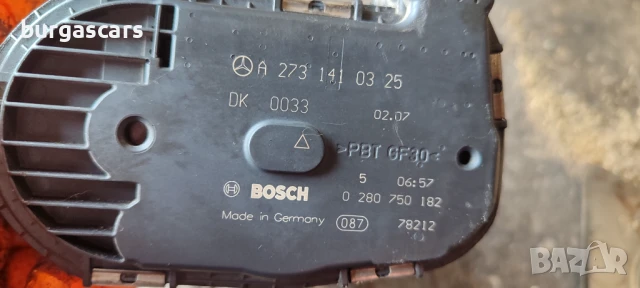 burgascars
A 273 141 03 25
DK 0033
02.07
>PBT GF30<
5 06:57
BOSCH 0 280 750 182
Made in Germany 087 78212
BAZAR